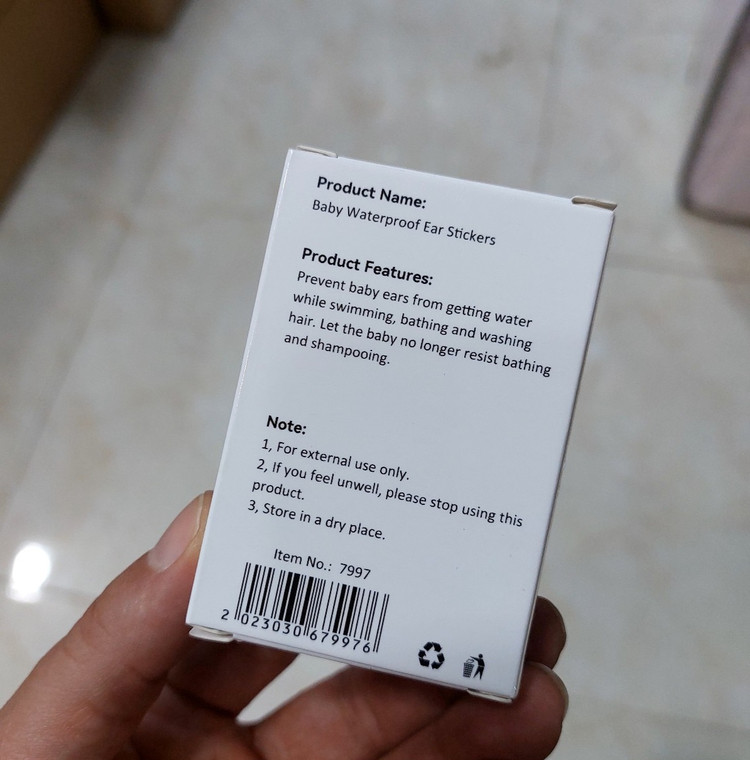 Product Name:
Baby Waterproof Ear Stickers
Product Features:
Prevent baby ears from getting water
while swimming, bathing and washing
hair. Let the baby no longer resist bathing
and shampooing.
Note:
1, For external use only.
2, If you feel unwell, please stop using this
product.
3, Store in a dry place.
Item No.: 7997
2 023030 679976